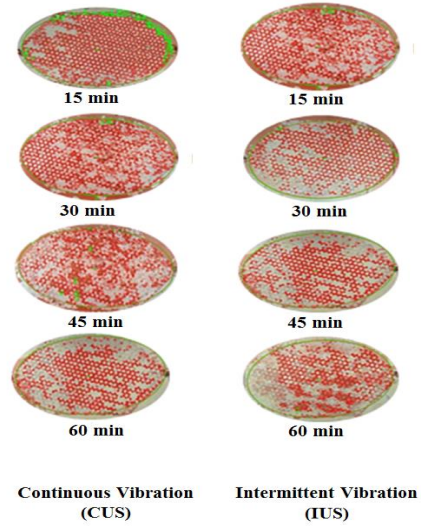 15 min
15 min
30 min
30 min
45 min
45 min
60 min
60 min
Continuous Vibration
(CUS)
Intermittent Vibration
(IUS)